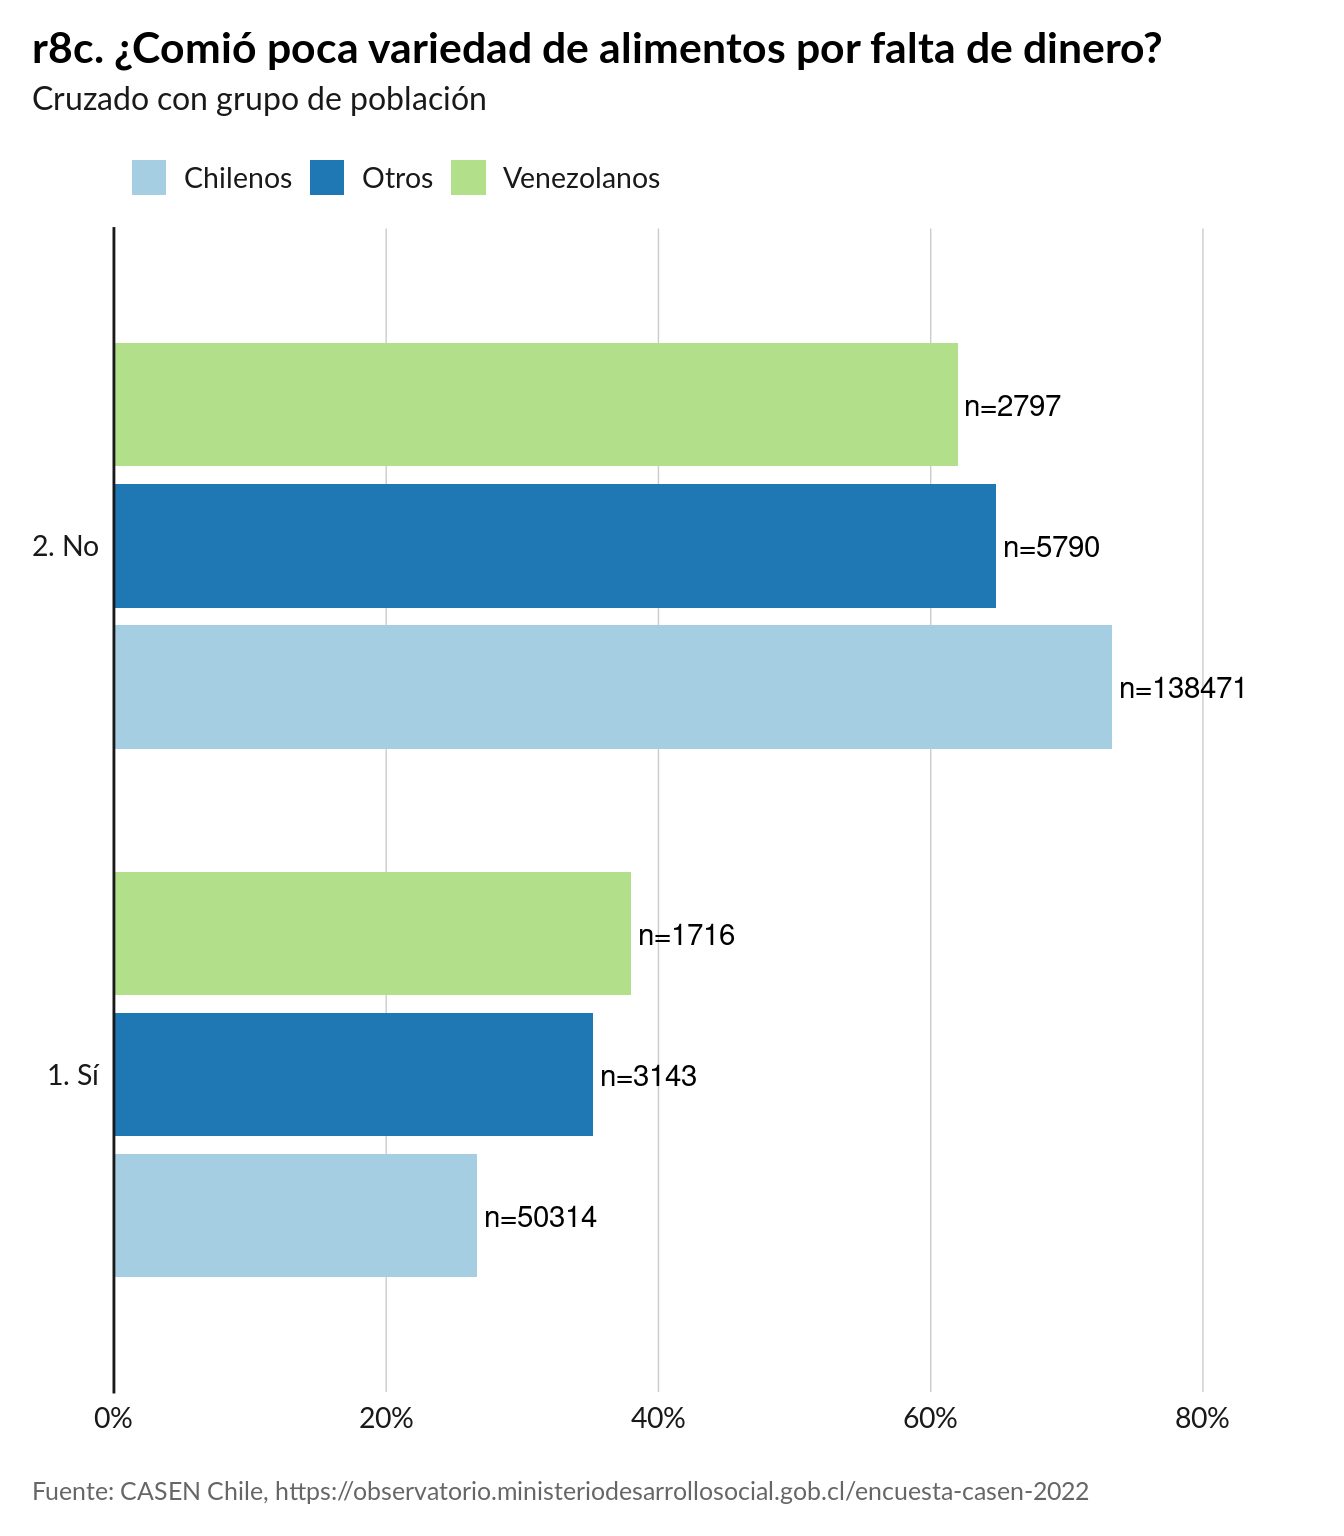 r8c. ¿Comió poca variedad de alimentos por falta de dinero?
Cruzado con grupo de población
Chilenos Otros Venezolanos
n=2797
2. No n=5790
n=138471
n=1716
1. Sí n=3143
n=50314
0% 20% 40% 60% 80%
Fuente: CASEN Chile, https://observatorio.ministeriodesarrollosocial.gob.cl/encuesta-casen-2022